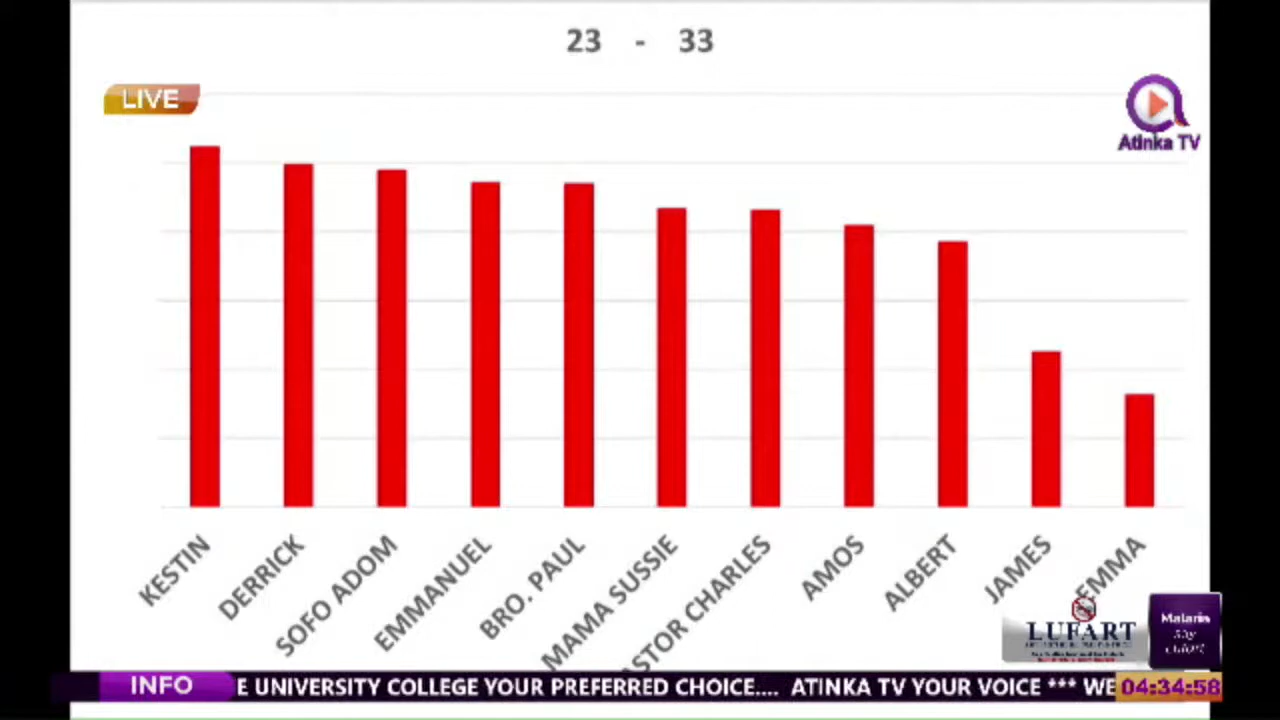 23 - 33
LIVE
Atinka TV
KESTIN
DERRICK
SOFO ADOM
EMMANUEL
BRO. PAUL
MAMA SUSSIE
ASTOR CHARLES
AMOS
ALBERT
JAMES
EMMA
LUFART
Malaria
INFO
E UNIVERSITY COLLEGE YOUR PREFERRED CHOICE.... ATINKA TV YOUR VOICE *** WE
04:34:58